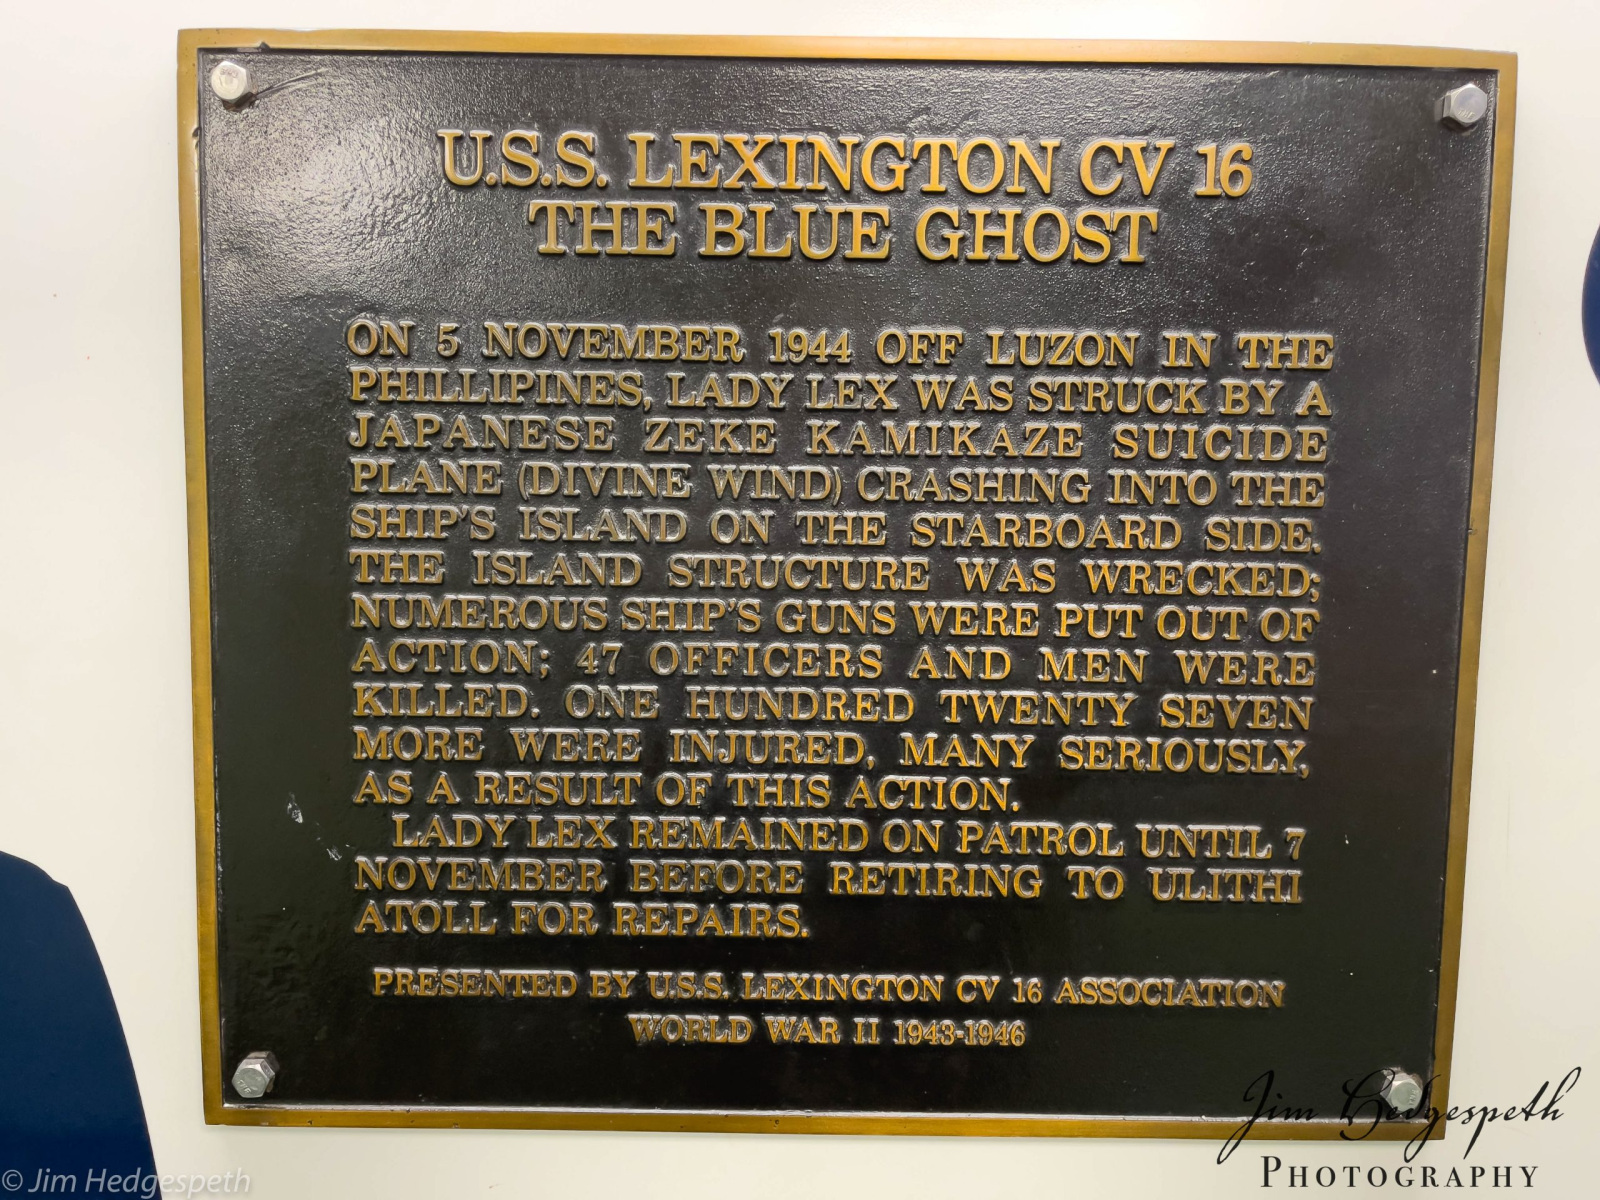 U.S.S. LEXINGTON CV 16
THE BLUE GHOST
ON 5 NOVEMBER 1944 OFF LUZON IN THE
PHILLIPINES, LADY LEX WAS STRUCK BY A
JAPANESE ZEKE KAMIKAZE SUICIDE
PLANE (DIVINE WIND) CRASHING INTO THE
SHIP'S ISLAND ON THE STARBOARD SIDE.
THE ISLAND STRUCTURE WAS WRECKED;
NUMEROUS SHIP'S GUNS WERE PUT OUT OF
ACTION; 47 OFFICERS AND MEN WERE
KILLED. ONE HUNDRED TWENTY SEVEN
MORE WERE INJURED, MANY SERIOUSLY,
AS A RESULT OF THIS ACTION.
LADY LEX REMAINED ON PATROL UNTIL 7
NOVEMBER BEFORE RETIRING TO ULITHI
ATOLL FOR REPAIRS.
PRESENTED BY U.S.S. LEXINGTON CV 16 ASSOCIATION
WORLD WAR II 1943-1946
Jim Hedgespeth
PHOTOGRAPHY
© Jim Hedgespeth